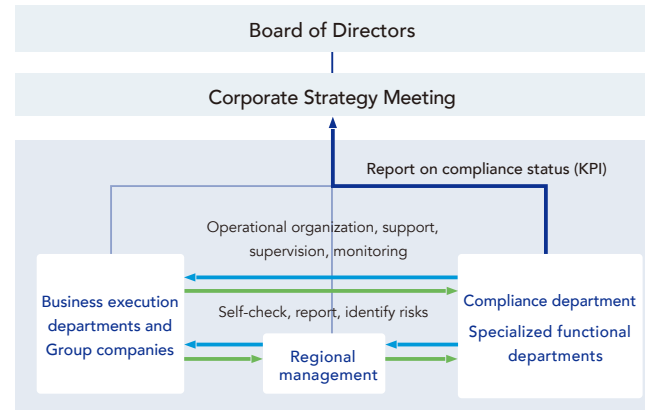 Board of Directors
Corporate Strategy Meeting
Report on compliance status (KPI)
Operational organization, support,
supervision, monitoring
Business execution
departments and
Group companies
Self-check, report, identify risks
Regional
management
Compliance department
Specialized functional
departments